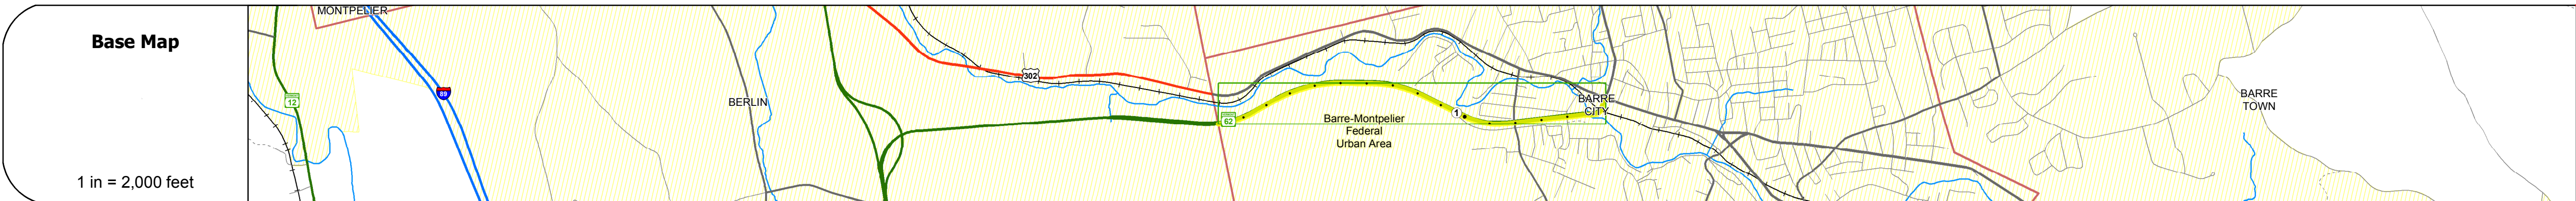 Base Map
1 in = 2,000 feet
MONTPELIER
12
89
BERLIN
302
62
Barre-Montpelier
Federal
Urban Area
1
BARRE
CITY
BARRE
TOWN